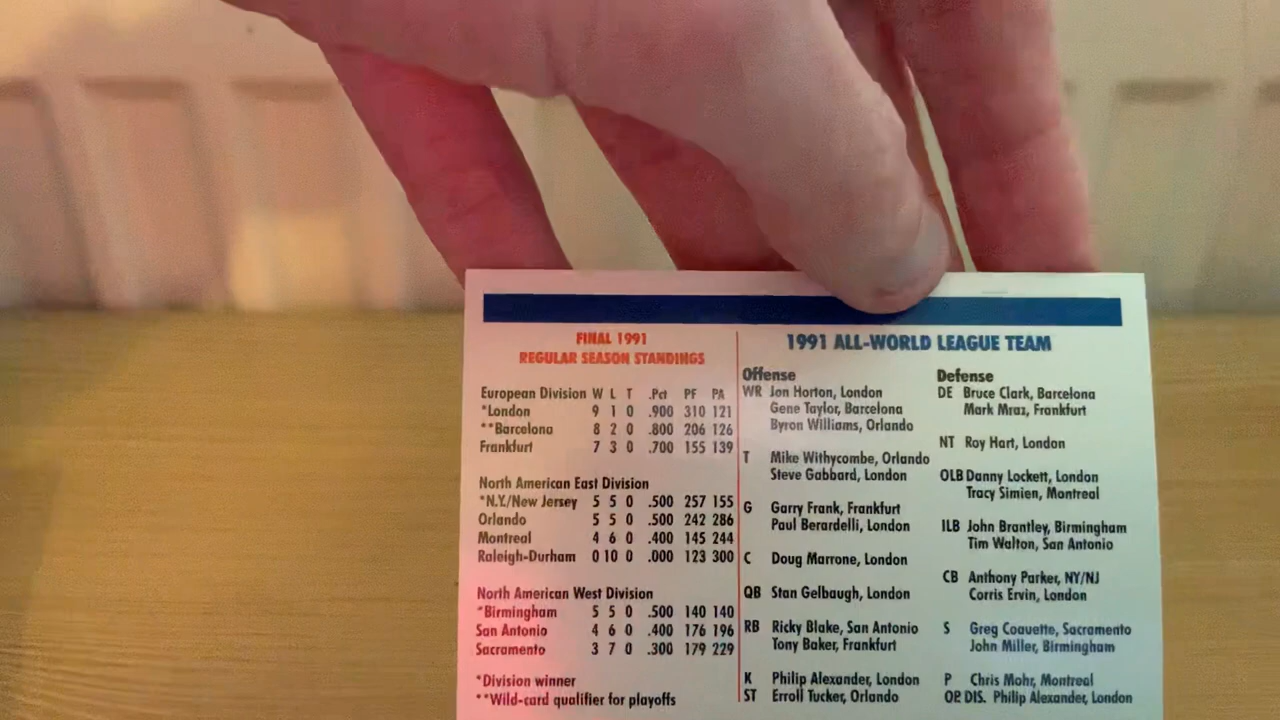 FINAL 1991
REGULAR SEASON STANDINGS
European Division W L T .Pct PF PA
*London 9 1 0 .900 310 121
**Barcelona 8 2 0 .800 206 126
Frankfurt 7 3 0 .700 155 139
North American East Division
*N.Y./New Jersey 5 5 0 .500 257 155
Orlando 5 5 0 .500 242 286
Montreal 4 6 0 .400 145 244
Raleigh-Durham 0 10 0 .000 123 300
North American West Division
*Birmingham 5 5 0 .500 140 140
San Antonio 4 6 0 .400 176 196
Sacramento 3 7 0 .300 179 229
*Division winner
**Wild-card qualifier for playoffs
1991 ALL-WORLD LEAGUE TEAM
Offense
WR Jon Horton, London
Gene Taylor, Barcelona
Byron Williams, Orlando
T Mike Withycombe, Orlando
Steve Gabbard, London
G Garry Frank, Frankfurt
Paul Berardelli, London
C Doug Marrone, London
QB Stan Gelbaugh, London
RB Ricky Blake, San Antonio
Tony Baker, Frankfurt
K Philip Alexander, London
ST Erroll Tucker, Orlando
Defense
DE Bruce Clark, Barcelona
Mark Mraz, Frankfurt
NT Roy Hart, London
OLB Danny Lockett, London
Tracy Simien, Montreal
ILB John Brantley, Birmingham
Tim Walton, San Antonio
CB Anthony Parker, NY/NJ
Corris Ervin, London
S Greg Coauette, Sacramento
John Miller, Birmingham
P Chris Mohr, Montreal
OP. DIS. Philip Alexander, London